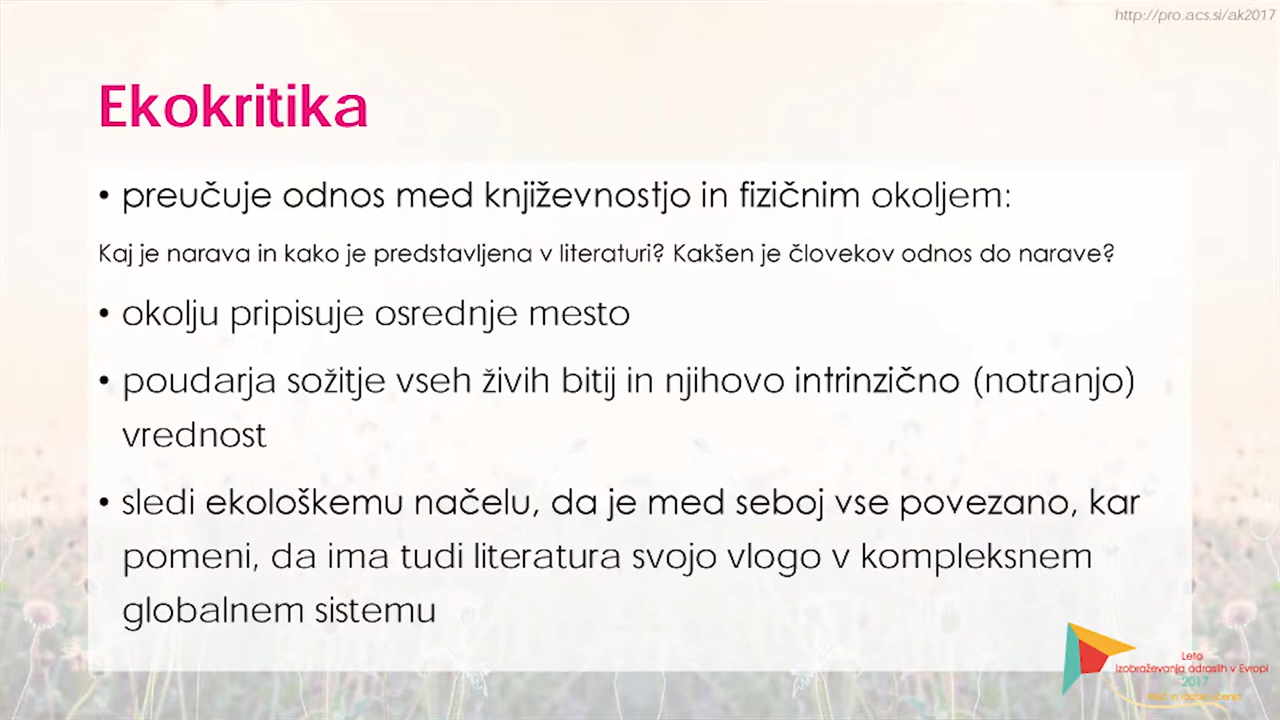 http://pro.acs.si/ak2017
Ekokritika
• preučuje odnos med književnostjo in fizičnim okoljem:
Kaj je narava in kako je predstavljena v literaturi? Kakšen je človekov odnos do narave?
• okolju pripisuje osrednje mesto
• poudarja sožitje vseh živih bitij in njihovo intrinzično (notranjo)
vrednost
• sledi ekološkemu načelu, da je med seboj vse povezano, kar
pomeni, da ima tudi literatura svojo vlogo v kompleksnem
globalnem sistemu
Leto
izobraževanja odraslih v Evropi
2017